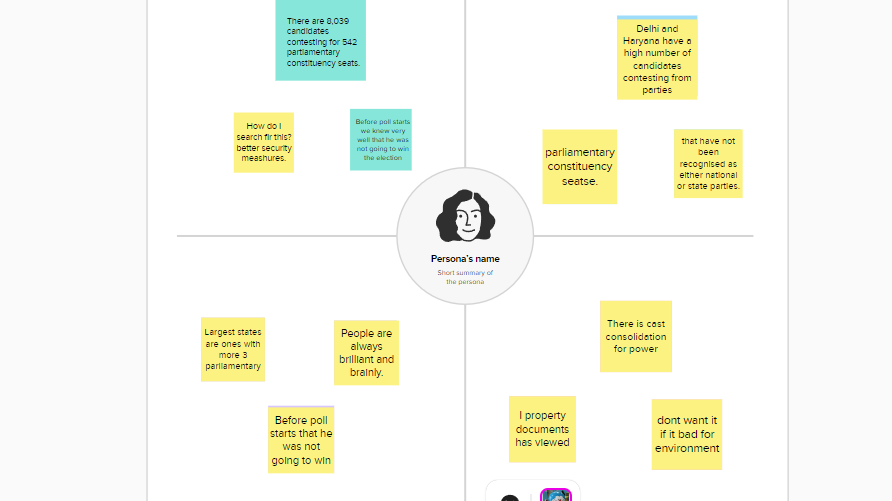 There are 8,039
candidates
contesting for 542
parliamentary
constituency seats.
How do I
search fir this?
better security
meashures.
Before poll starts
we knew very
well that he was
not going to win
the election
Delhi and
Haryana have a
high number of
candidates
contesting from
parties
parliamentary
constituency
seatse.
that have not
been
recognised as
either national
or state parties.
Persona's name
Short summary of
the persona
Largest states
are ones with
more 3
parliamentary
People are
always
brilliant and
brainly.
Before poll
starts that he
was not
going to win
There is cast
consolidation
for power
I property
documents
has viewed
dont want it
if it bad for
environment